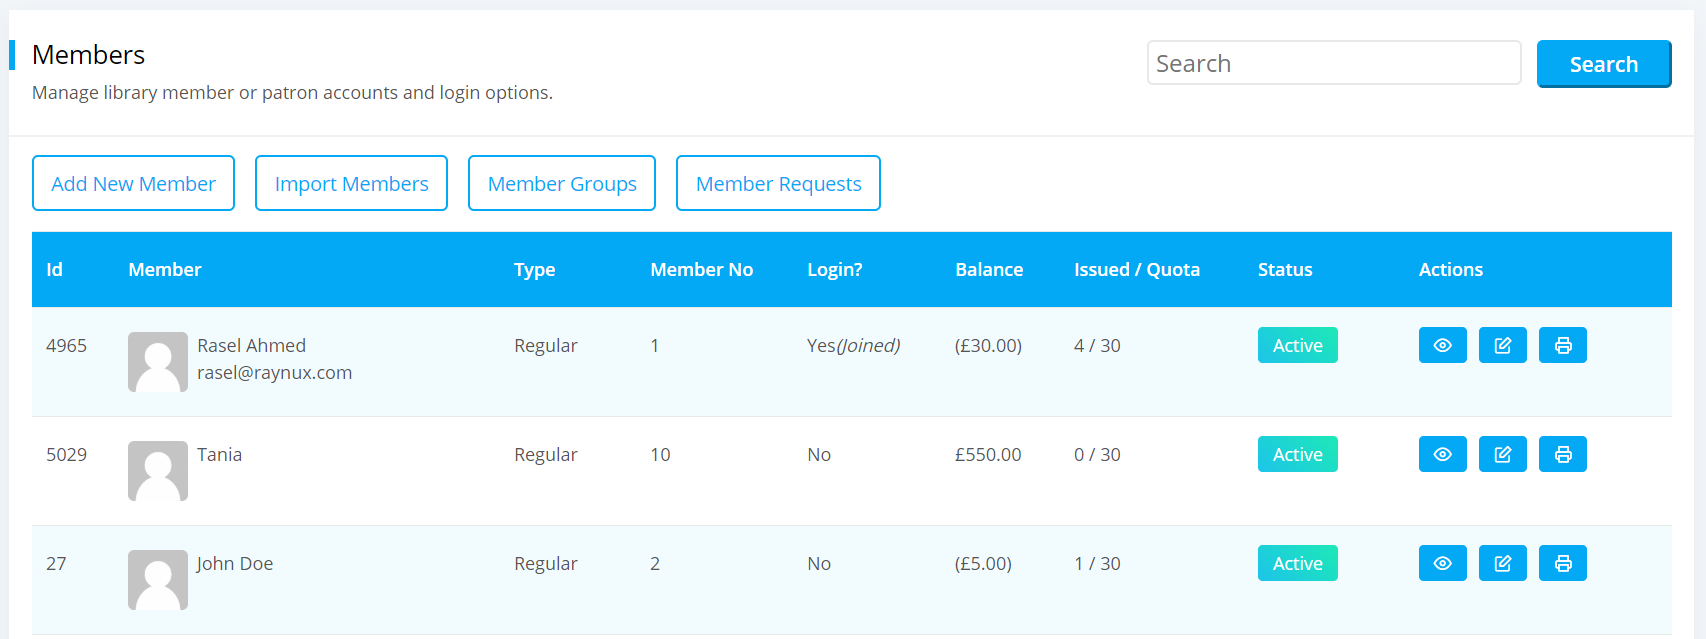 Members
Manage library member or patron accounts and login options.
Search
Search
Add New Member
Import Members
Member Groups
Member Requests
Id Member Type Member No Login? Balance Issued / Quota Status Actions
4965 Rasel Ahmed Regular 1 Yes(Joined) (£30.00) 4 / 30 Active
rasel@raynux.com
5029 Tania Regular 10 No £550.00 0 / 30 Active
27 John Doe Regular 2 No (£5.00) 1 / 30 Active